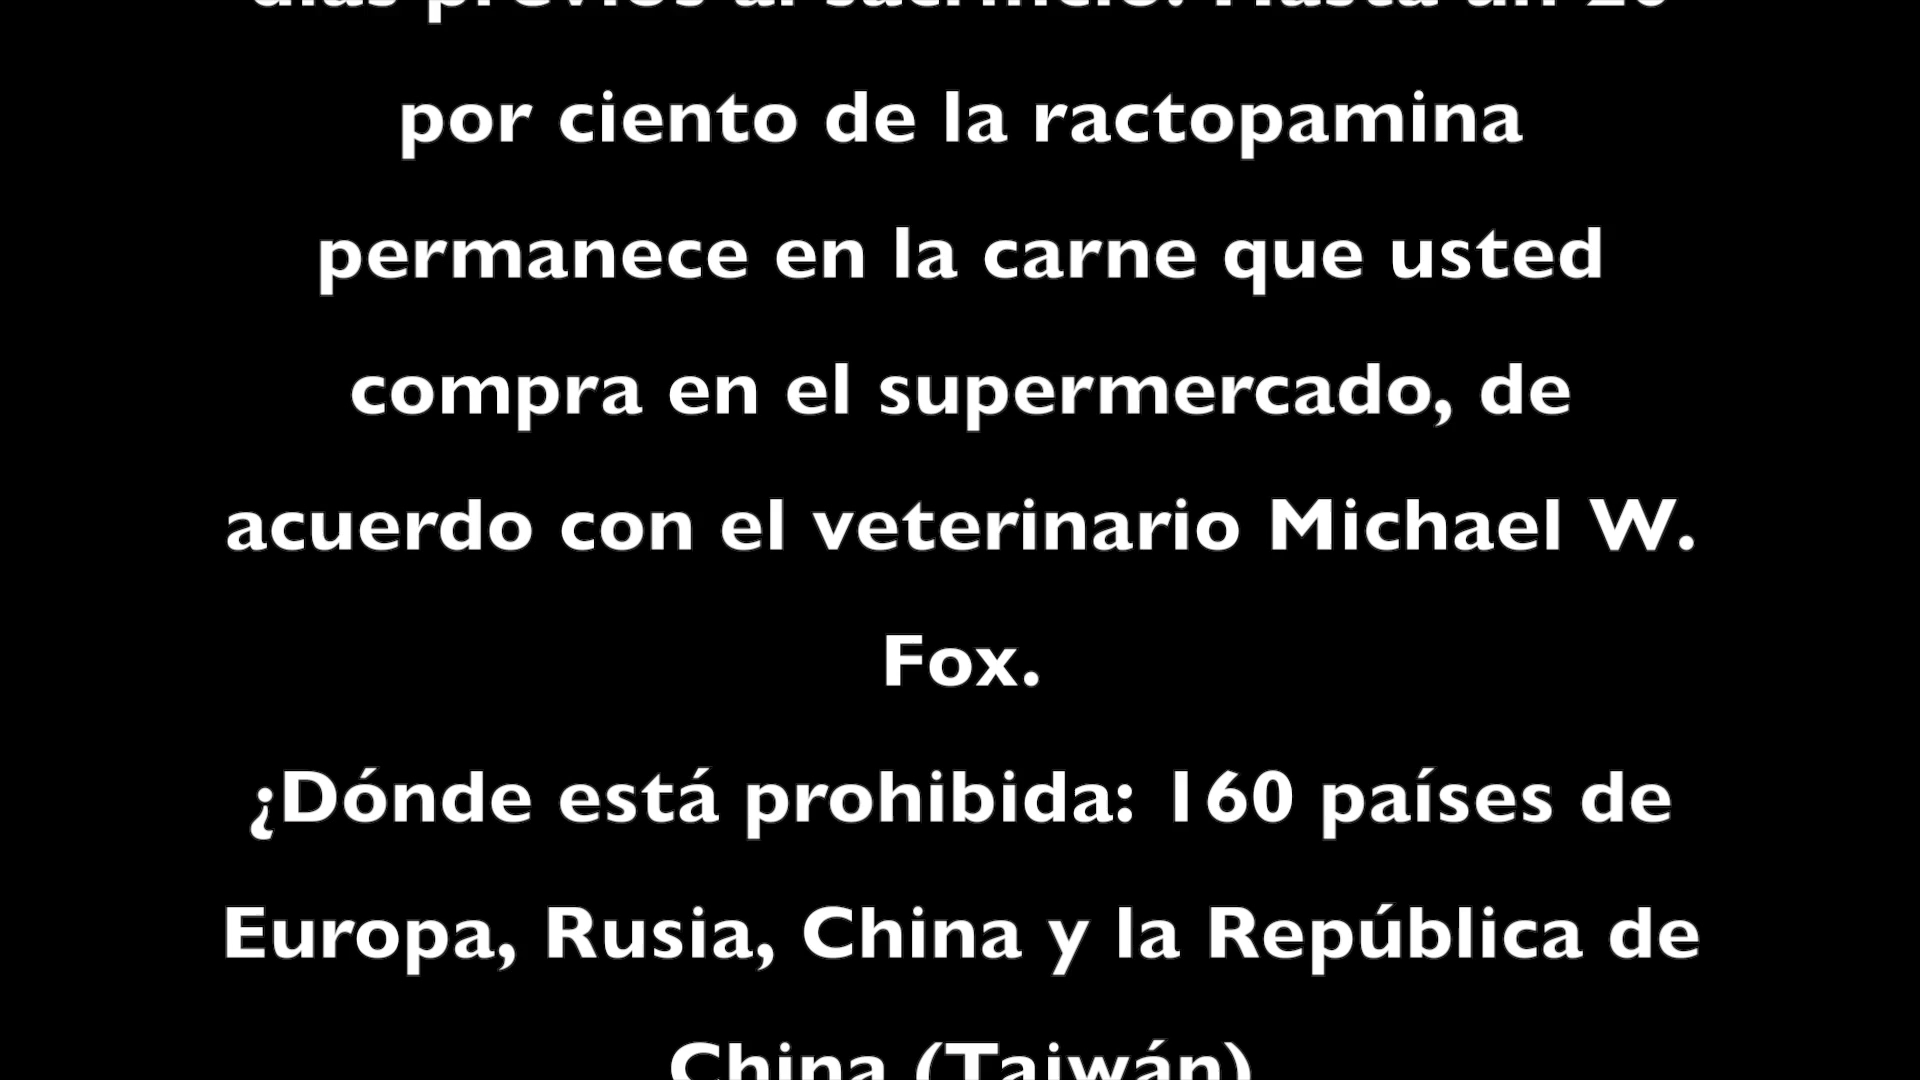 días previos al sacrificio. Hasta un 20
por ciento de la ractopamina
permanece en la carne que usted
compra en el supermercado, de
acuerdo con el veterinario Michael W.
Fox.
¿Dónde está prohibida: 160 países de
Europa, Rusia, China y la República de
China (Taiwán)